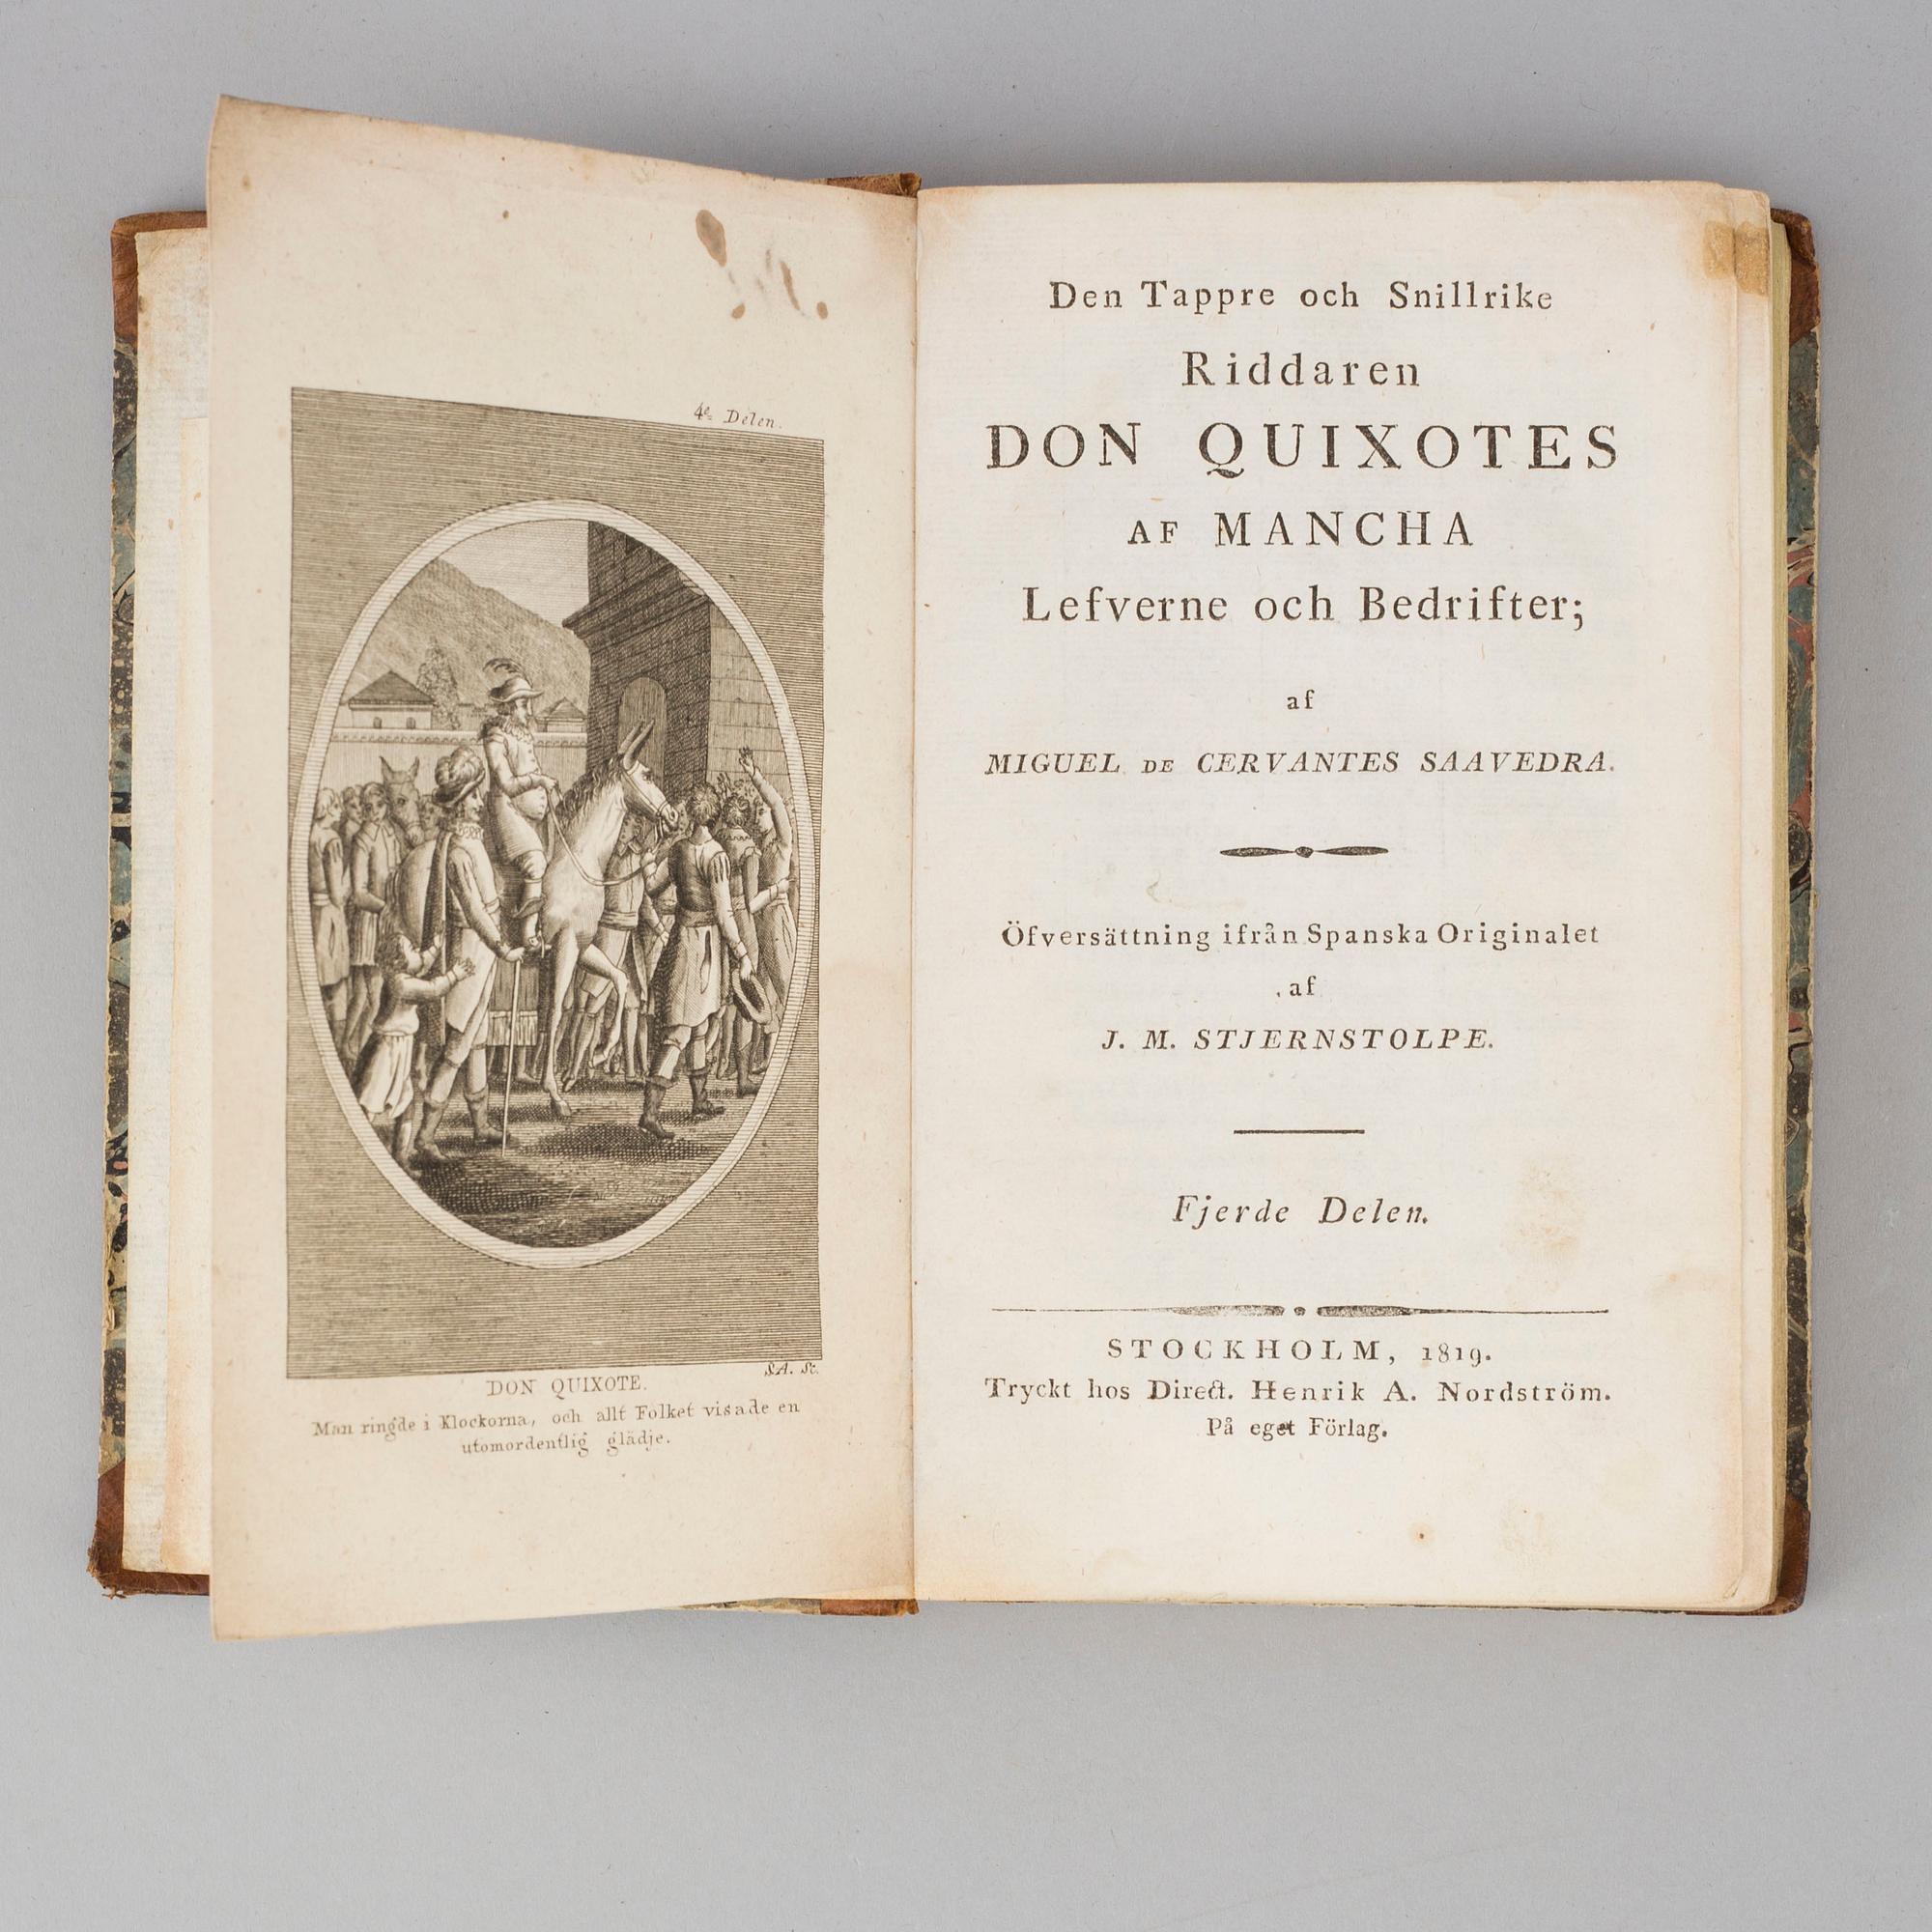 4e. Delen.
S.A. Sc.
DON QUIXOTE.
Man ringde i Klockorna, och allt Folket visade en
utomordentlig glädje.
Den Tappre och Snillrike
Riddaren
DON QUIXOTES
AF MANCHA
Lefverne och Bedrifter;
af
MIGUEL DE CERVANTES SAAVEDRA.
Öfversättning ifrån Spanska Originalet
af
J. M. STJERNSTOLPE.
Fjerde Delen.
STOCKHOLM, 1819.
Tryckt hos Direct. Henrik A. Nordström.
På eget Förlag.